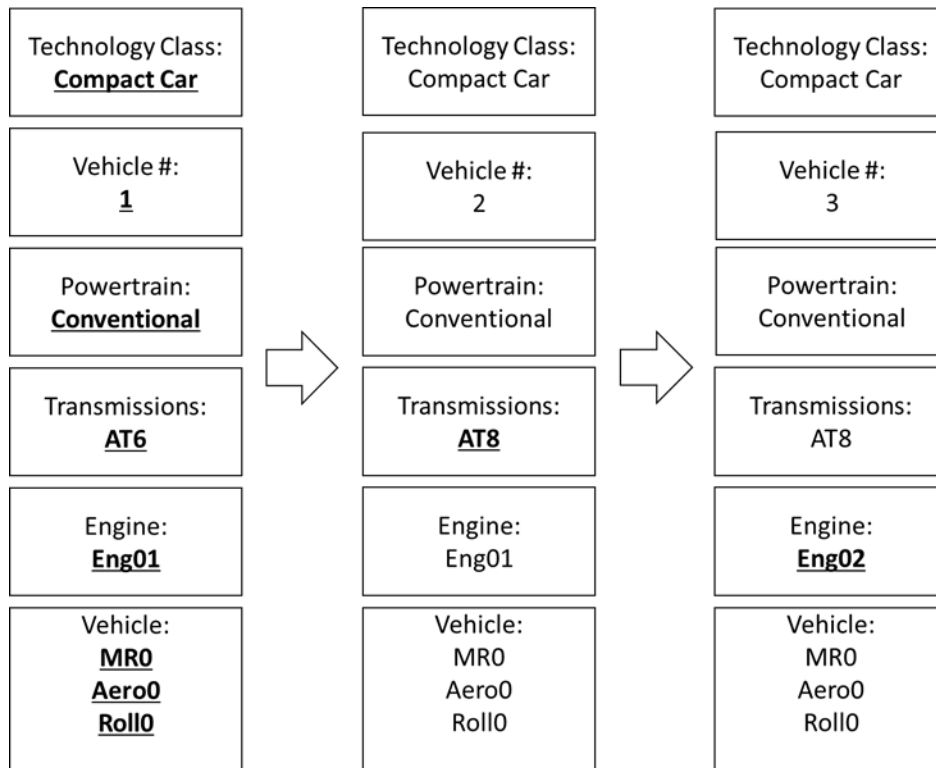 Technology Class:
Compact Car
Vehicle #:
1
Powertrain:
Conventional
Transmissions:
AT6
Engine:
Eng01
Vehicle:
MR0
Aero0
Roll0
Technology Class:
Compact Car
Vehicle #:
2
Powertrain:
Conventional
Transmissions:
AT8
Engine:
Eng01
Vehicle:
MR0
Aero0
Roll0
Technology Class:
Compact Car
Vehicle #:
3
Powertrain:
Conventional
Transmissions:
AT8
Engine:
Eng02
Vehicle:
MR0
Aero0
Roll0